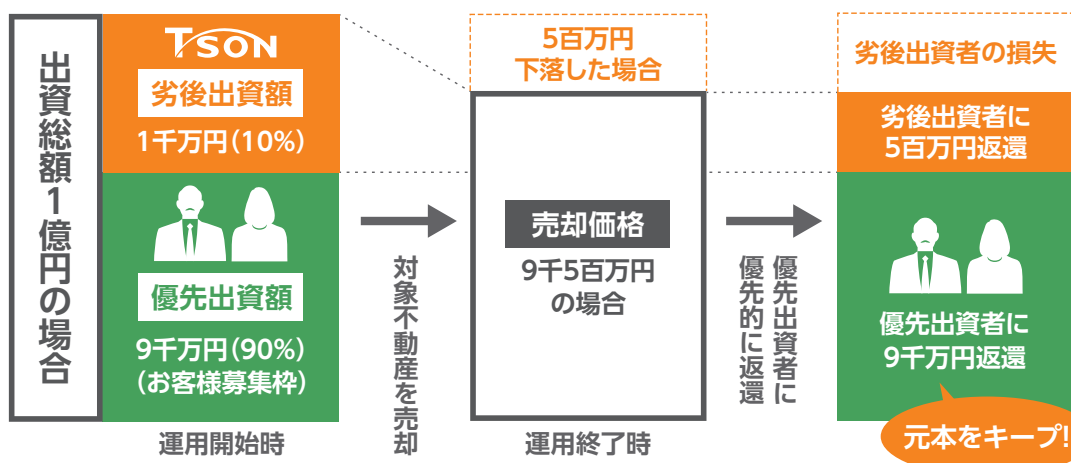 出資総額1億円の場合
TSON
劣後出資額
1千万円(10%)
優先出資額
9千万円(90%)
(お客様募集枠)
運用開始時
対象不動産を売却
5百万円
下落した場合
売却価格
9千5百万円
の場合
運用終了時
優先出資者に
優先的に返還
劣後出資者の損失
劣後出資者に
5百万円返還
優先出資者に
9千万円返還
元本をキープ!